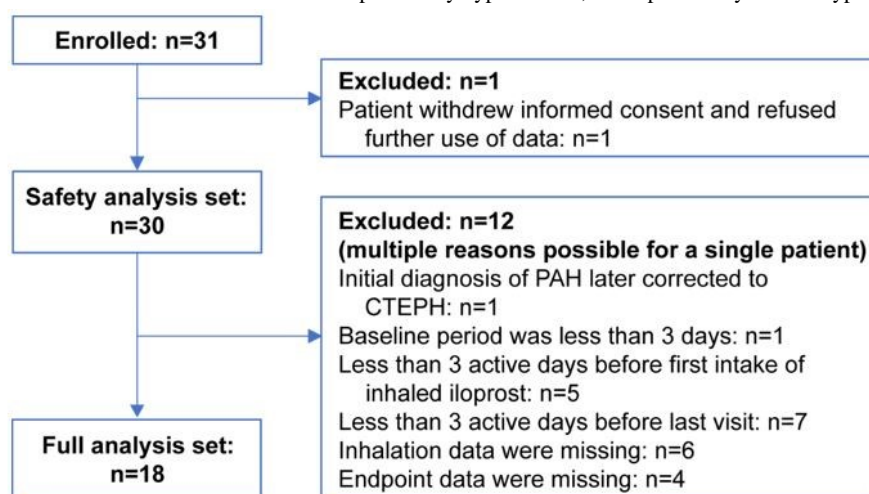 Enrolled: n=31
Excluded: n=1
Patient withdrew informed consent and refused
further use of data: n=1
Safety analysis set:
n=30
Excluded: n=12
(multiple reasons possible for a single patient)
Initial diagnosis of PAH later corrected to
CTEPH: n=1
Baseline period was less than 3 days: n=1
Less than 3 active days before first intake of
inhaled iloprost: n=5
Less than 3 active days before last visit: n=7
Inhalation data were missing: n=6
Endpoint data were missing: n=4
Full analysis set:
n=18